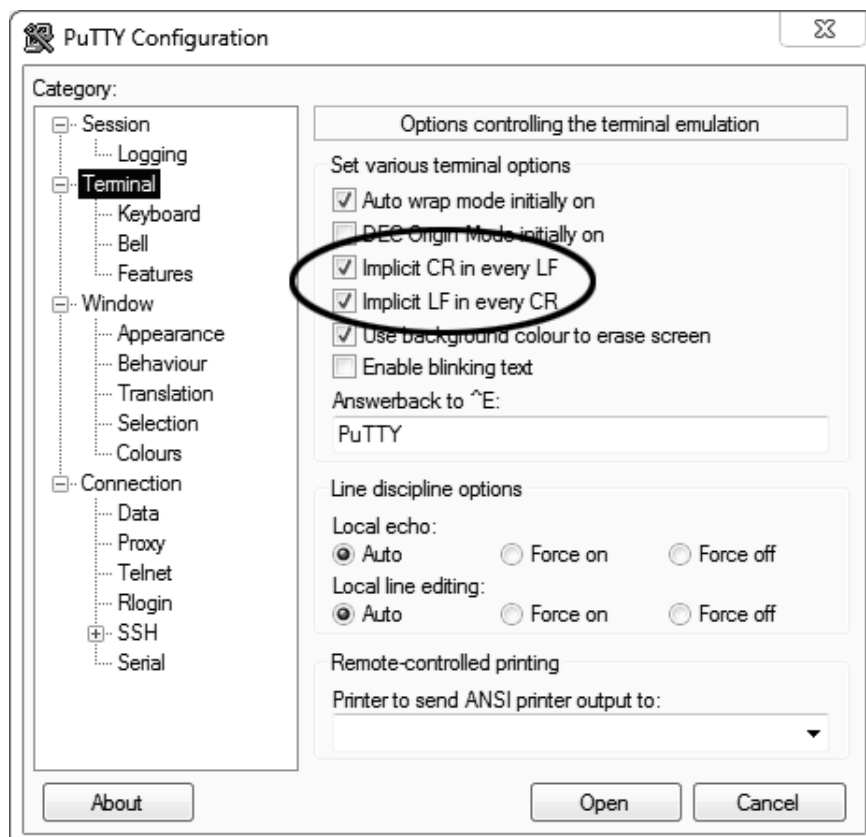 PuTTY Configuration
Category:
Session
Logging
Terminal
Keyboard
Bell
Features
Window
Appearance
Behaviour
Translation
Selection
Colours
Connection
Data
Proxy
Telnet
Rlogin
SSH
Serial
Options controlling the terminal emulation
Set various terminal options
Auto wrap mode initially on
DEC Origin Mode initially on
Implicit CR in every LF
Implicit LF in every CR
Use background colour to erase screen
Enable blinking text
Answerback to ^E:
PuTTY
Line discipline options
Local echo:
Auto Force on Force off
Local line editing:
Auto Force on Force off
Remote-controlled printing
Printer to send ANSI printer output to:
About Open Cancel